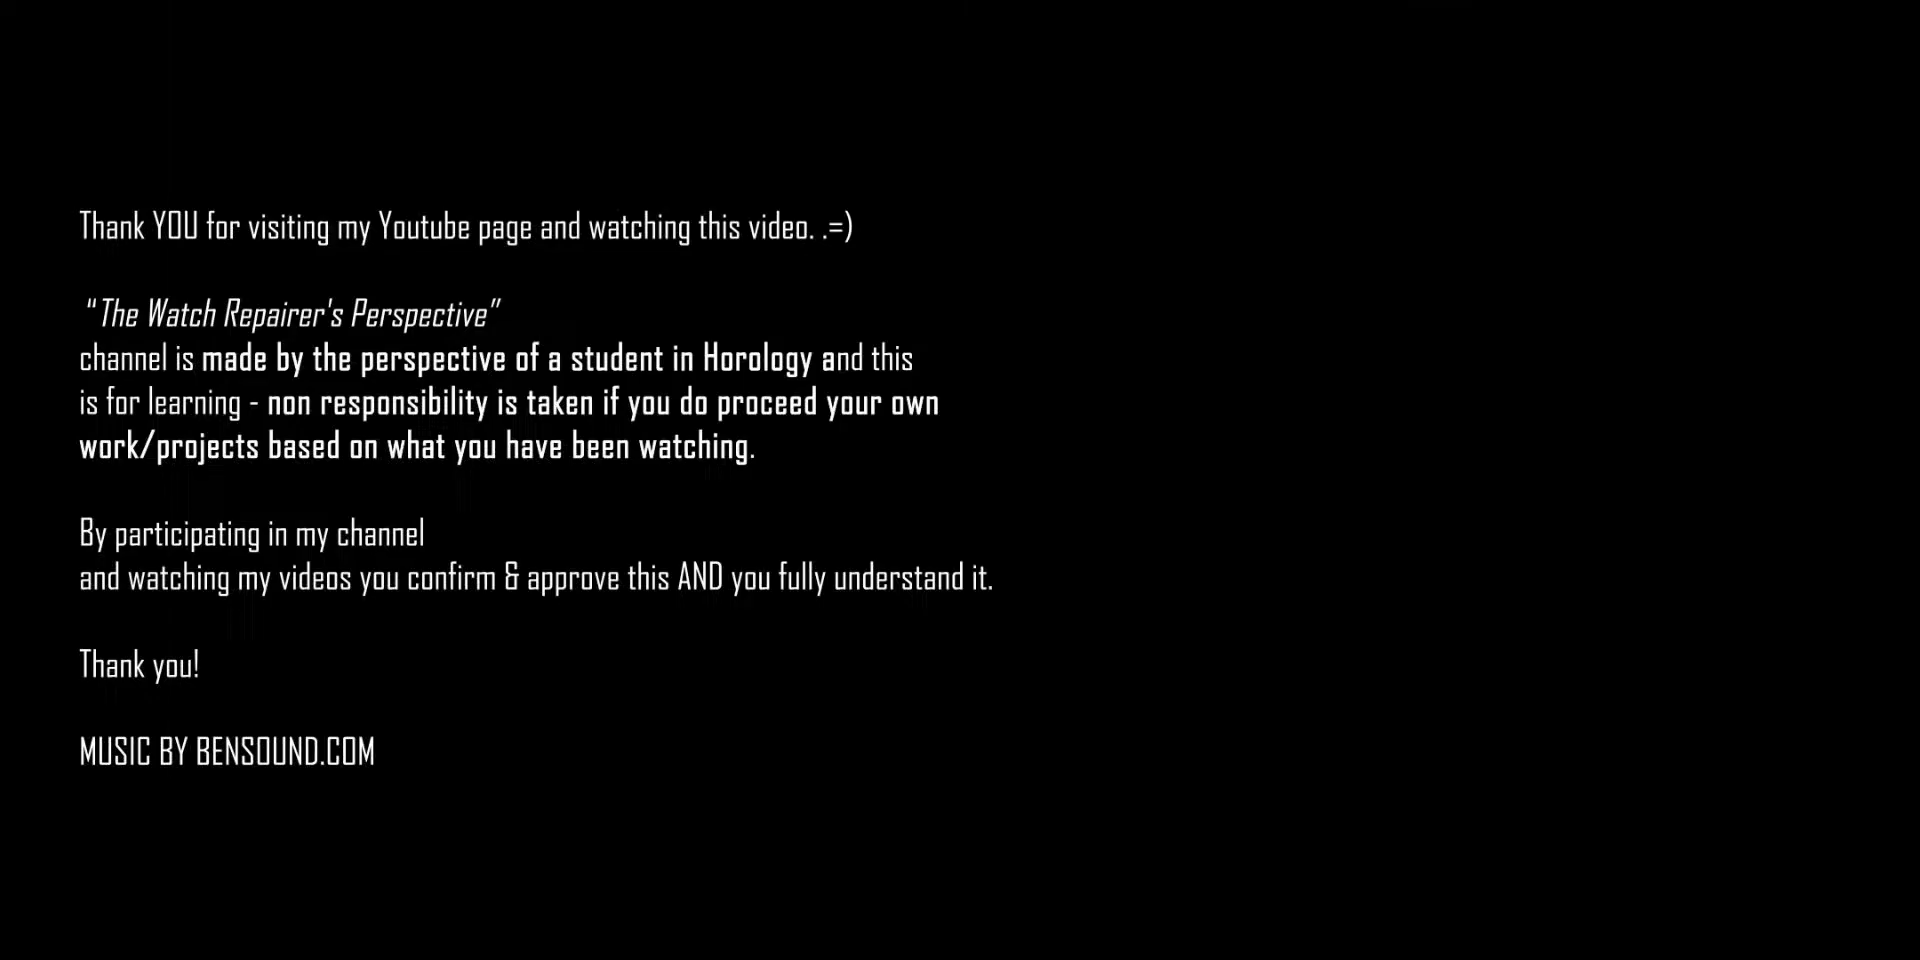 Thank YOU for visiting my Youtube page and watching this video. .=)
“The Watch Repairer's Perspective”
channel is made by the perspective of a student in Horology and this
is for learning - non responsibility is taken if you do proceed your own
work/projects based on what you have been watching.
By participating in my channel
and watching my videos you confirm & approve this AND you fully understand it.
Thank you!
MUSIC BY BENSOUND.COM